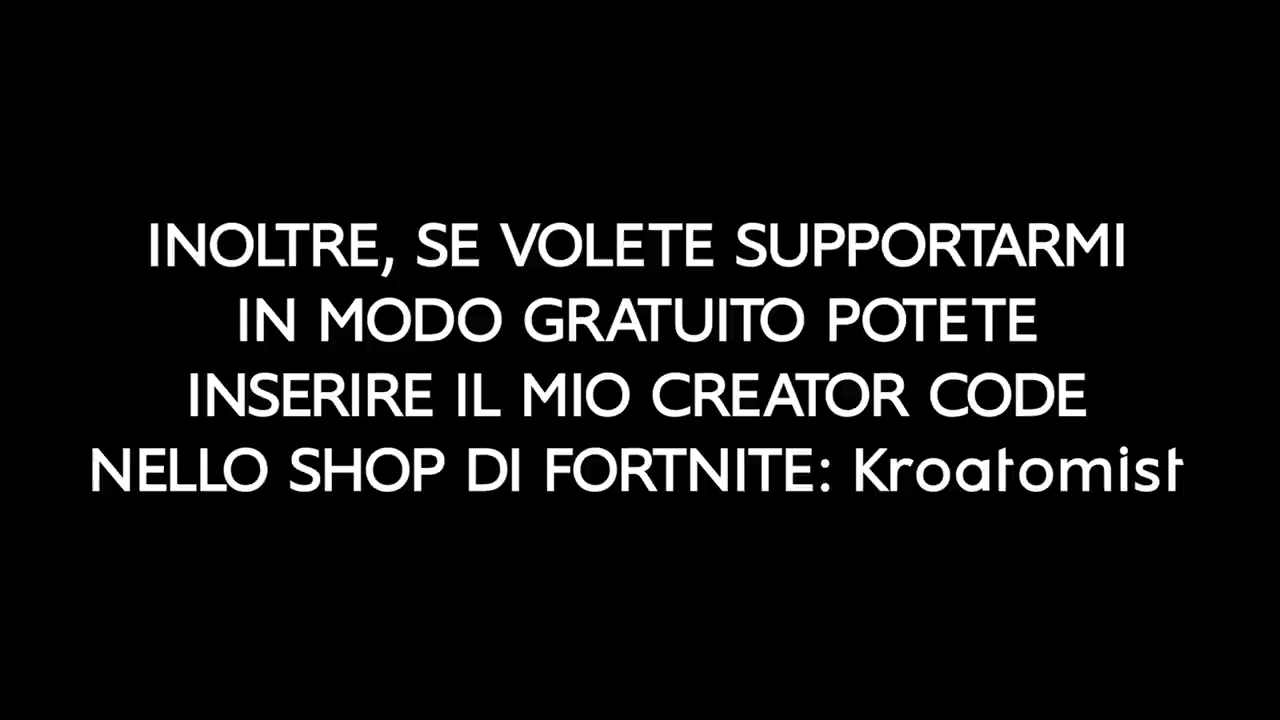 INOLTRE, SE VOLETE SUPPORTARMI
IN MODO GRATUITO POTETE
INSERIRE IL MIO CREATOR CODE
NELLO SHOP DI FORTNITE: Kroatomist